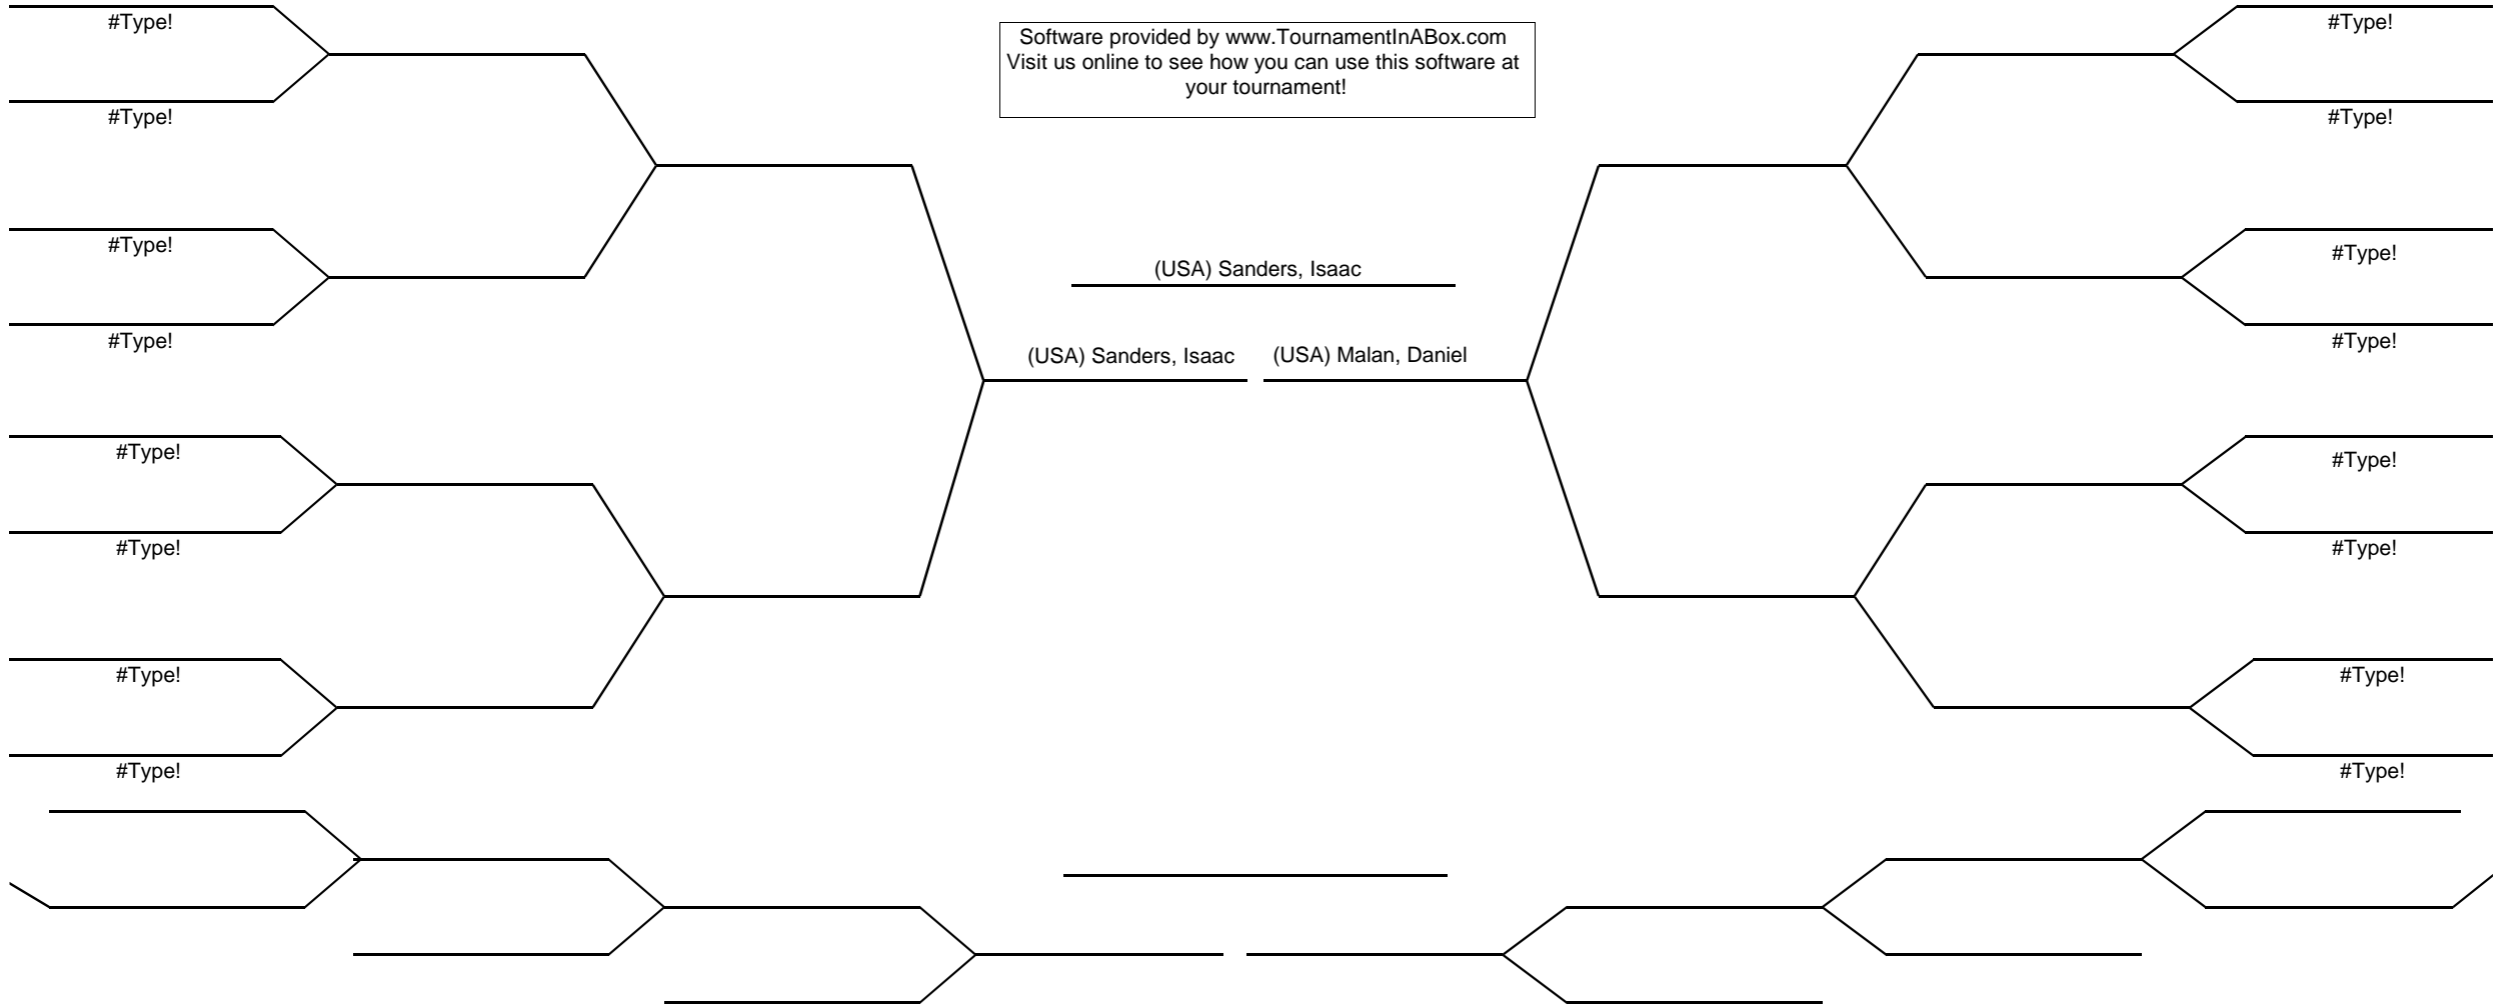 #Type!
#Type!
Software provided by www.TournamentInABox.com
Visit us online to see how you can use this software at
your tournament!
#Type!
#Type!
#Type!
#Type!
(USA) Sanders, Isaac
#Type!
#Type!
(USA) Sanders, Isaac
(USA) Malan, Daniel
#Type!
#Type!
#Type!
#Type!
#Type!
#Type!
#Type!
#Type!